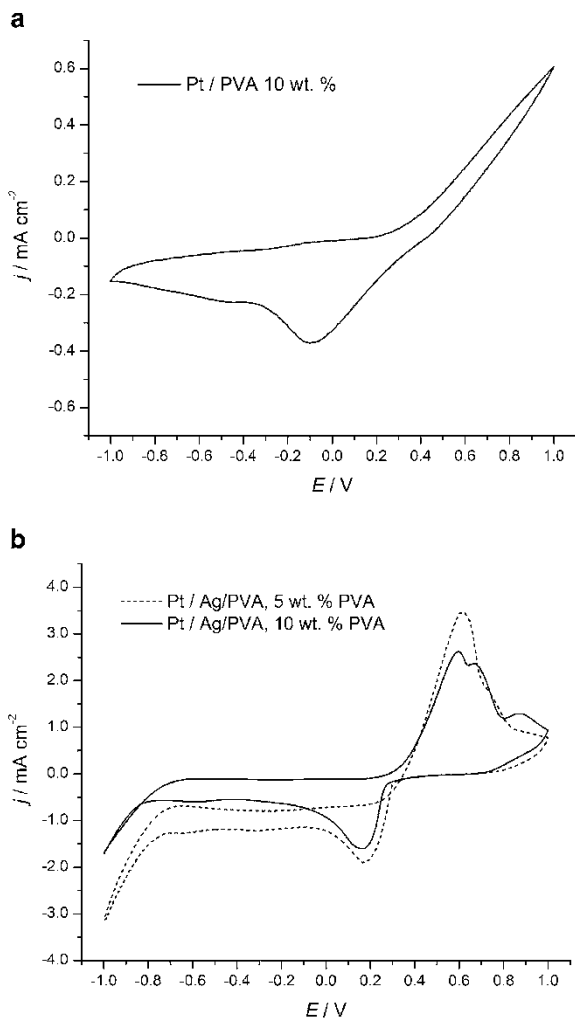 a
Pt / PVA 10 wt. %
0.6
0.4
0.2
0.0
-0.2
-0.4
-0.6
j / mA cm-2
-1.0 -0.8 -0.6 -0.4 -0.2 0.0 0.2 0.4 0.6 0.8 1.0
E / V
b
Pt / Ag/PVA, 5 wt. % PVA
Pt / Ag/PVA, 10 wt. % PVA
4.0
3.0
2.0
1.0
0.0
-1.0
-2.0
-3.0
-4.0
j / mA cm-2
-1.0 -0.8 -0.6 -0.4 -0.2 0.0 0.2 0.4 0.6 0.8 1.0
E / V